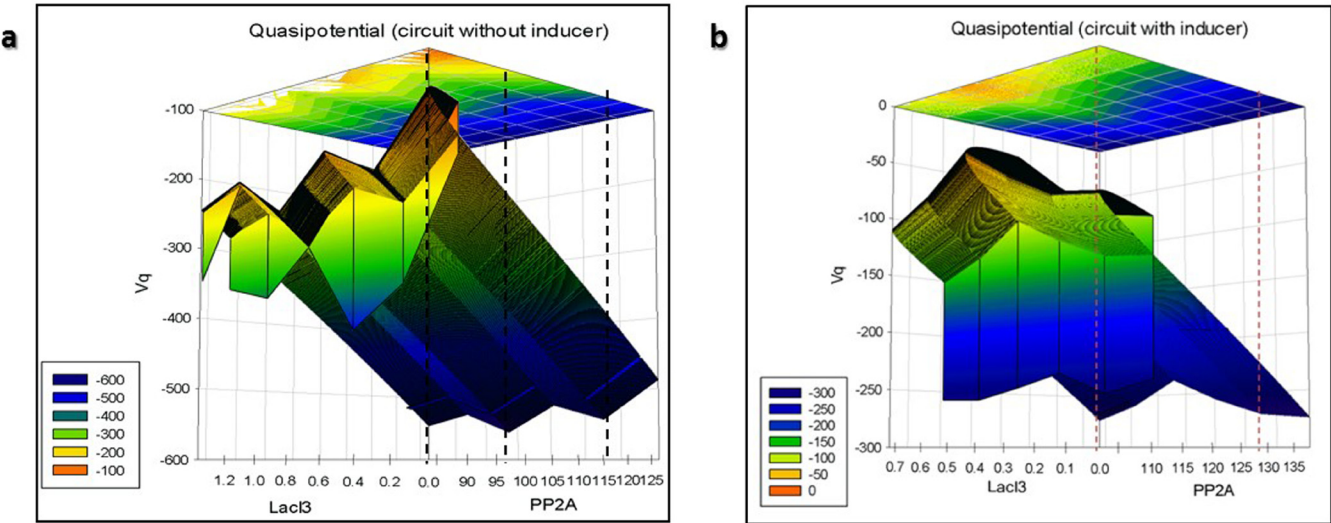 a
Quasipotential (circuit without inducer)
-100
-200
-300
-400
-500
-600
Vq
-600
-500
-400
-300
-200
-100
1.2 1.0 0.8 0.6 0.4 0.2 0.0 90 95 100 105 110 115 120 125
LacI3
PP2A
b
Quasipotential (circuit with inducer)
0
-50
-100
-150
-200
-250
-300
Vq
-300
-250
-200
-150
-100
-50
0
0.7 0.6 0.5 0.4 0.3 0.2 0.1 0.0 110 115 120 125 130 135
LacI3
PP2A